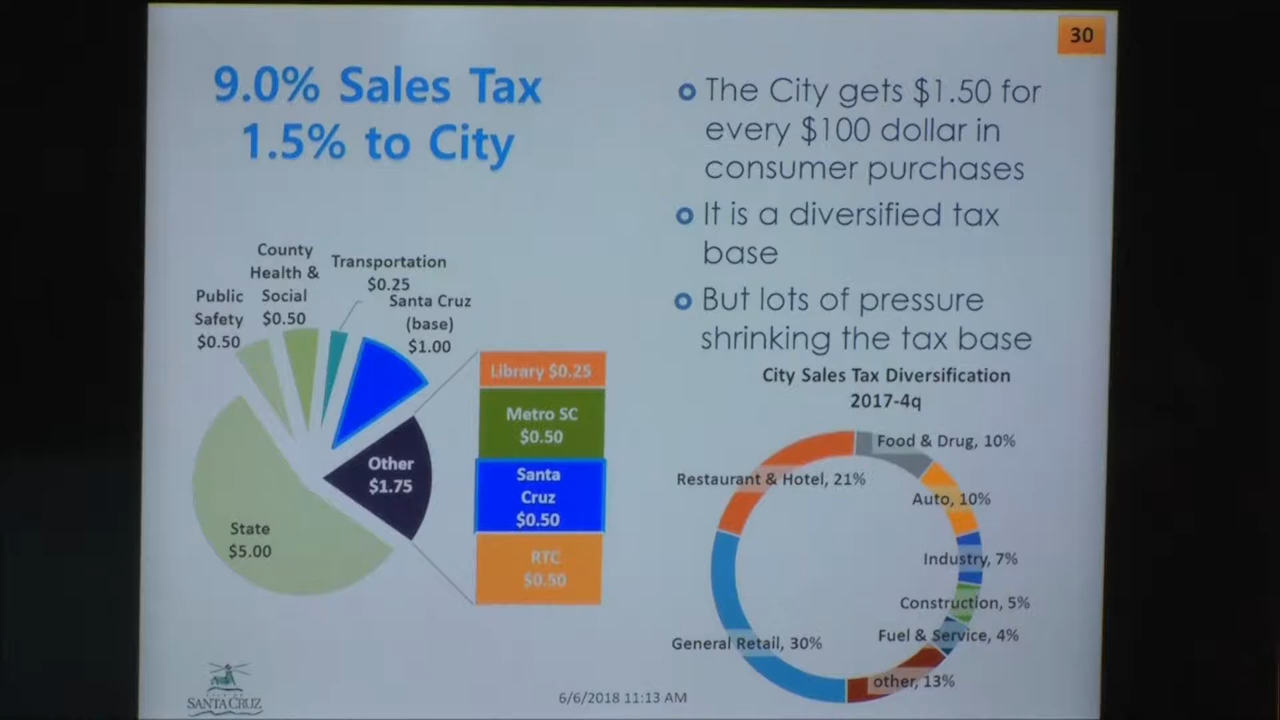 30
9.0% Sales Tax
1.5% to City
The City gets $1.50 for
every $100 dollar in
consumer purchases
It is a diversified tax
base
But lots of pressure
shrinking the tax base
Public
Safety
$0.50
County
Health &
Social
$0.50
Transportation
$0.25
Santa Cruz
(base)
$1.00
Other
$1.75
State
$5.00
Library $0.25
Metro SC
$0.50
Santa
Cruz
$0.50
RTC
$0.50
City Sales Tax Diversification
2017-4q
Food & Drug, 10%
Restaurant & Hotel, 21%
Auto, 10%
Industry, 7%
Construction, 5%
Fuel & Service, 4%
General Retail, 30%
other, 13%
CITY OF
SANTA CRUZ
6/6/2018 11:13 AM